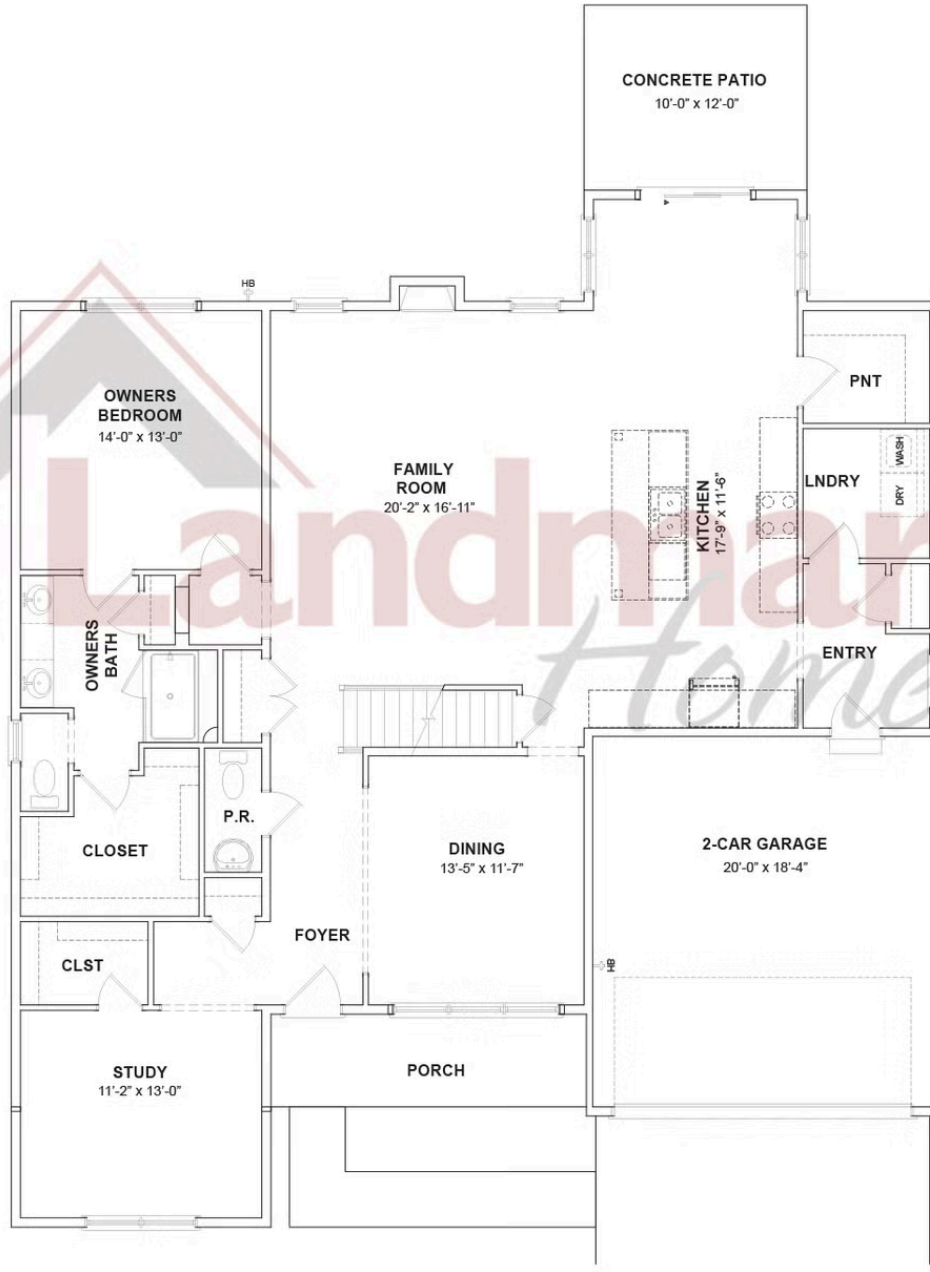 CONCRETE PATIO
10'-0" x 12'-0"
HB
OWNERS
BEDROOM
14'-0" x 13'-0"
PNT
FAMILY
ROOM
20'-2" x 16'-11"
KITCHEN
17'-9" x 11'-6"
LNDRY
WASH
DRY
Landmar
Home
OWNERS
BATH
ENTRY
P.R.
CLOSET
DINING
13'-5" x 11'-7"
2-CAR GARAGE
20'-0" x 18'-4"
FOYER
CLST
HB
STUDY
11'-2" x 13'-0"
PORCH